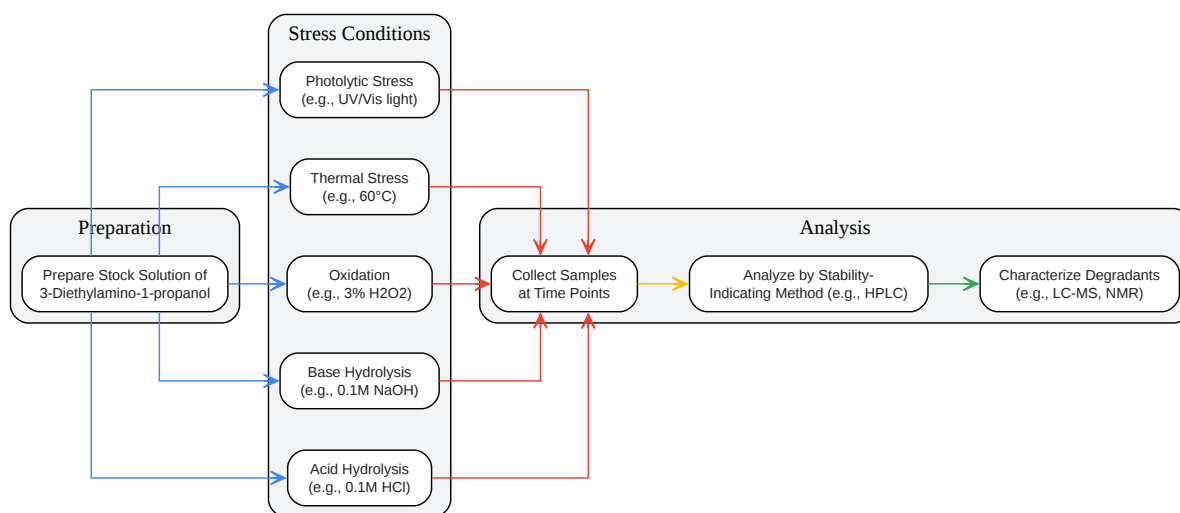 Stress Conditions
Photolytic Stress
(e.g., UV/Vis light)
Thermal Stress
(e.g., 60°C)
Preparation
Prepare Stock Solution of
3-Diethylamino-1-propanol
Oxidation
(e.g., 3% H2O2)
Base Hydrolysis
(e.g., 0.1M NaOH)
Acid Hydrolysis
(e.g., 0.1M HCl)
Analysis
Collect Samples
at Time Points
Analyze by Stability-
Indicating Method (e.g., HPLC)
Characterize Degradants
(e.g., LC-MS, NMR)